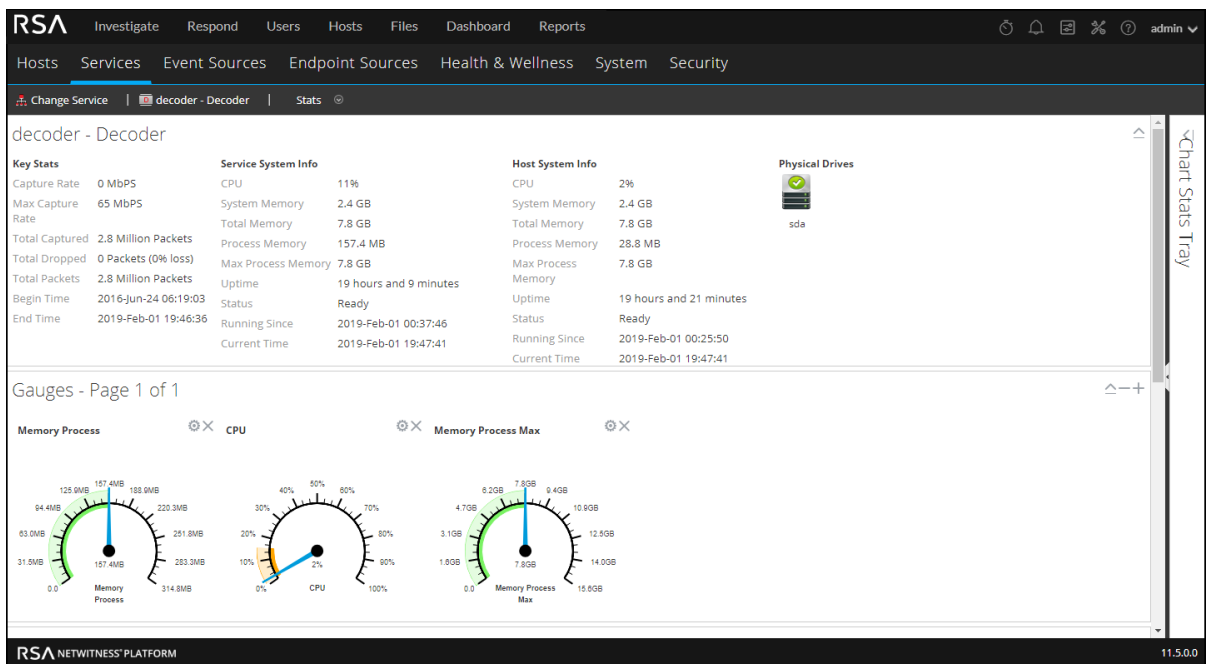 RSA Investigate Respond Users Hosts Files Dashboard Reports admin
Hosts Services Event Sources Endpoint Sources Health & Wellness System Security
Change Service | decoder - Decoder | Stats
decoder - Decoder
Key Stats
Capture Rate 0 MbPS
Max Capture Rate 65 MbPS
Total Captured 2.8 Million Packets
Total Dropped 0 Packets (0% loss)
Total Packets 2.8 Million Packets
Begin Time 2016-Jun-24 06:19:03
End Time 2019-Feb-01 19:46:36
Service System Info
CPU 11%
System Memory 2.4 GB
Total Memory 7.8 GB
Process Memory 157.4 MB
Max Process Memory 7.8 GB
Uptime 19 hours and 9 minutes
Status Ready
Running Since 2019-Feb-01 00:37:46
Current Time 2019-Feb-01 19:47:41
Host System Info
CPU 2%
System Memory 2.4 GB
Total Memory 7.8 GB
Process Memory 28.8 MB
Max Process Memory 7.8 GB
Uptime 19 hours and 21 minutes
Status Ready
Running Since 2019-Feb-01 00:25:50
Current Time 2019-Feb-01 19:47:41
Physical Drives
sda
Chart Stats Tray
Gauges - Page 1 of 1
Memory Process
0.0 31.5MB 63.0MB 94.4MB 125.9MB 157.4MB 188.9MB 220.3MB 251.8MB 283.3MB 314.8MB
157.4MB
Memory
Process
CPU
0% 10% 20% 30% 40% 50% 60% 70% 80% 90% 100%
2%
CPU
Memory Process Max
0.0 1.6GB 3.1GB 4.7GB 6.2GB 7.8GB 9.4GB 10.9GB 12.5GB 14.0GB 15.6GB
7.8GB
Memory Process
Max
RSA NETWITNESS® PLATFORM 11.5.0.0